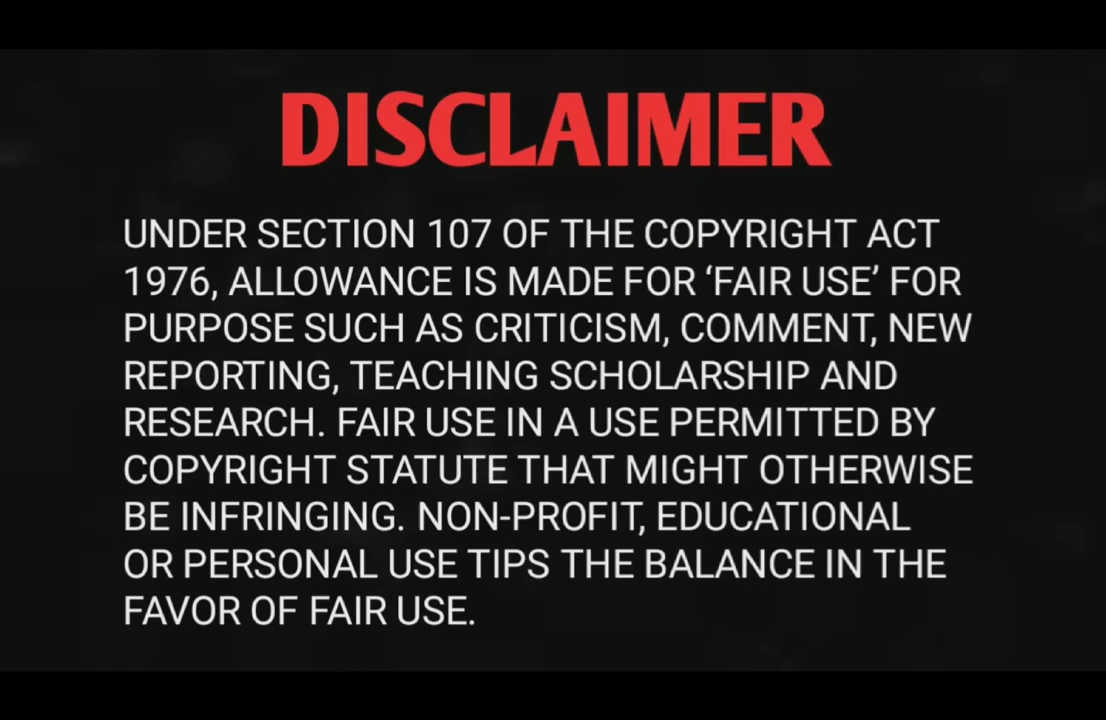 DISCLAIMER
UNDER SECTION 107 OF THE COPYRIGHT ACT
1976, ALLOWANCE IS MADE FOR ‘FAIR USE’ FOR
PURPOSE SUCH AS CRITICISM, COMMENT, NEW
REPORTING, TEACHING SCHOLARSHIP AND
RESEARCH. FAIR USE IN A USE PERMITTED BY
COPYRIGHT STATUTE THAT MIGHT OTHERWISE
BE INFRINGING. NON-PROFIT, EDUCATIONAL
OR PERSONAL USE TIPS THE BALANCE IN THE
FAVOR OF FAIR USE.